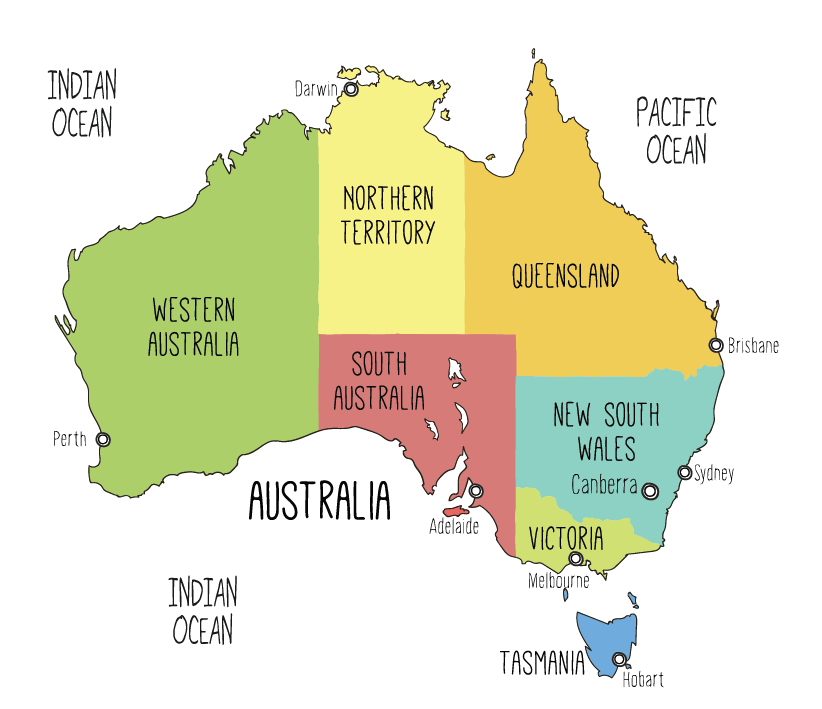 INDIAN
OCEAN
Darwin
PACIFIC
OCEAN
NORTHERN
TERRITORY
QUEENSLAND
WESTERN
AUSTRALIA
Brisbane
SOUTH
AUSTRALIA
NEW SOUTH
WALES
Perth
Sydney
Canberra
AUSTRALIA
Adelaide
VICTORIA
Melbourne
INDIAN
OCEAN
TASMANIA
Hobart